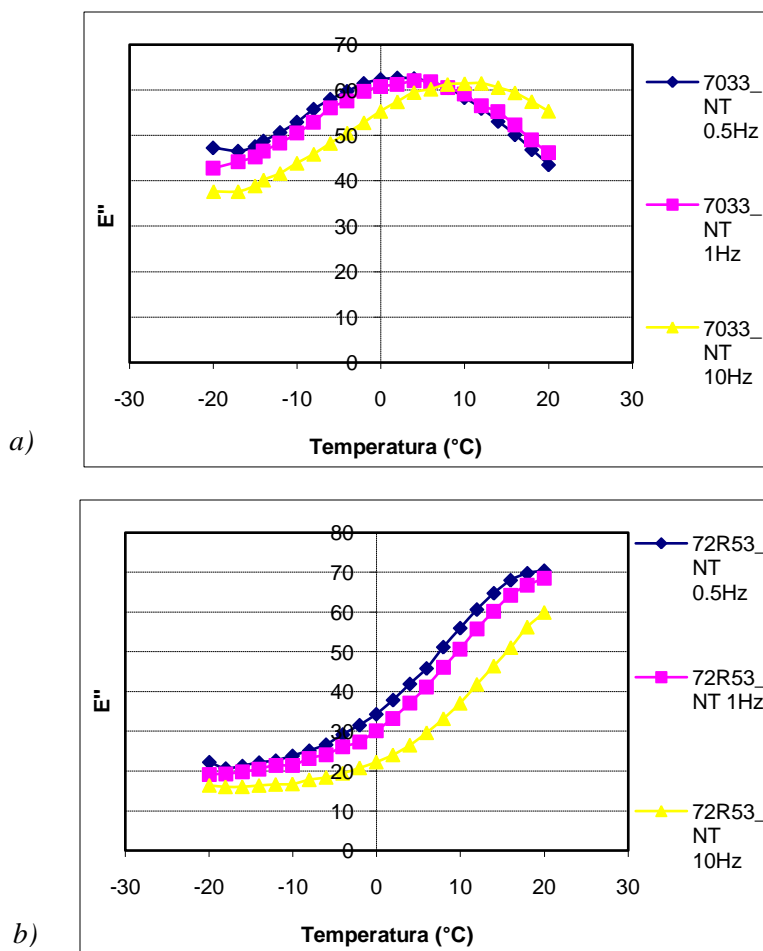 70
60
50
40
30
20
10
0
E"
-30 -20 -10 0 10 20 30
Temperatura (°C)
7033_
NT
0.5Hz
7033_
NT
1Hz
7033_
NT
10Hz
a)
80
70
60
50
40
30
20
10
0
E"
-30 -20 -10 0 10 20 30
Temperatura (°C)
72R53_
NT
0.5Hz
72R53_
NT 1Hz
72R53_
NT
10Hz
b)